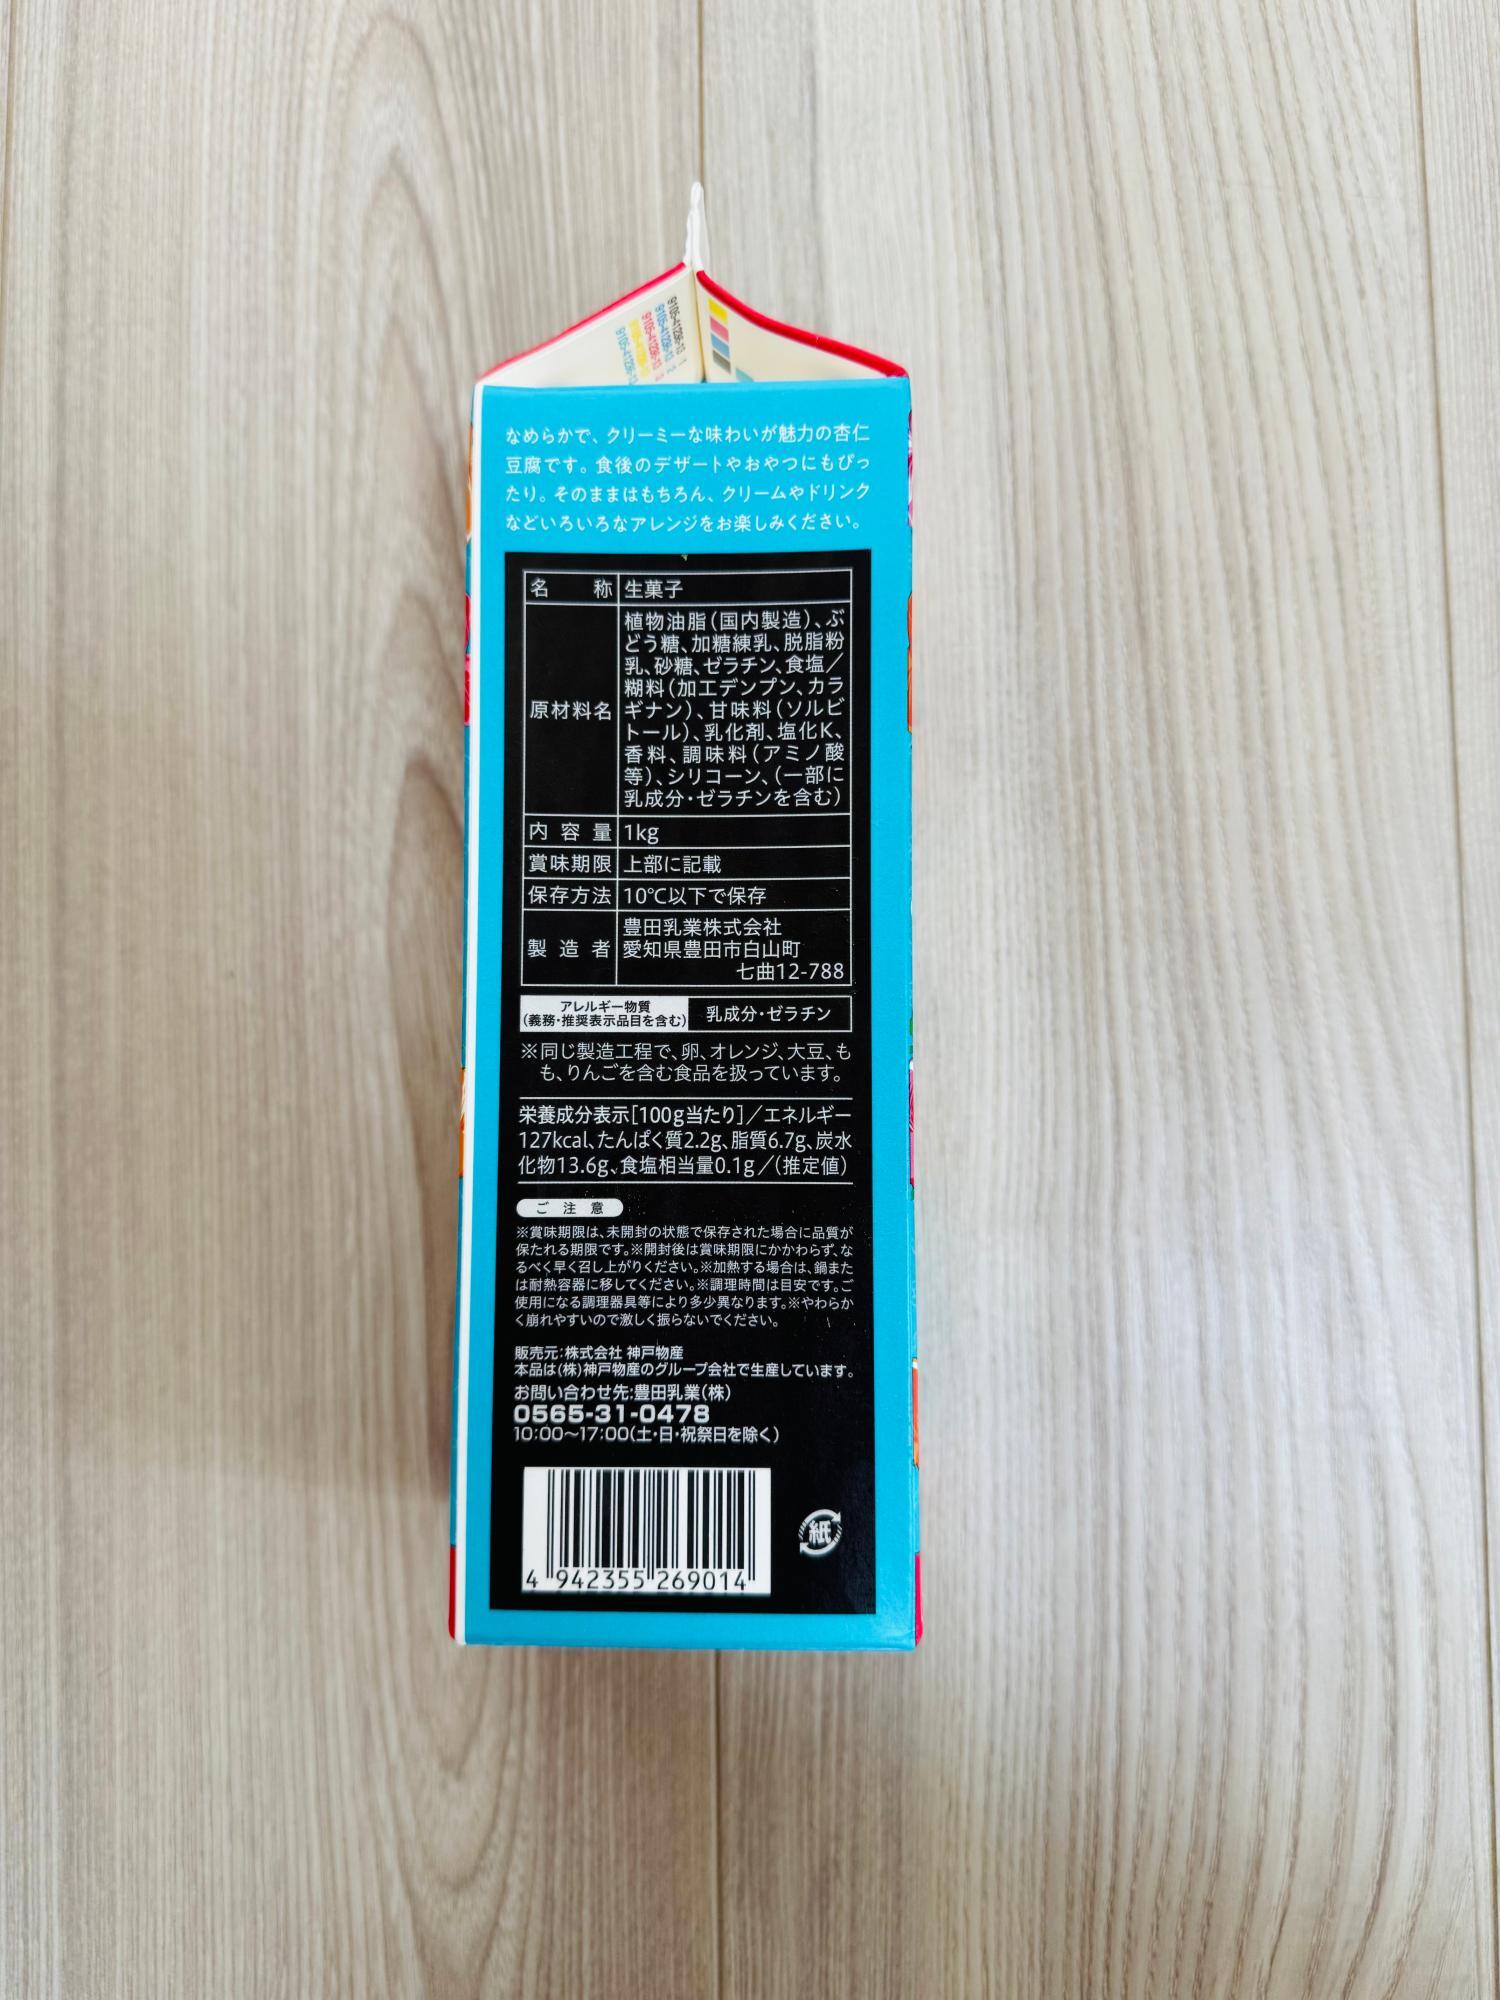 9105-41236-13 1
9105-41236-13 2
9105-41236-13 3
なめらかで、クリーミーな味わいが魅力の杏仁
豆腐です。食後のデザートやおやつにもぴっ
たり。そのままはもちろん、クリームやドリンク
などいろいろなアレンジをお楽しみください。
名称 生菓子
原材料名
植物油脂(国内製造)、ぶ
どう糖、加糖練乳、脱脂粉
乳、砂糖、ゼラチン、食塩/
糊料(加工デンプン、カラ
ギナン)、甘味料(ソルビ
トール)、乳化剤、塩化K、
香料、調味料(アミノ酸
等)、シリコーン、(一部に
乳成分・ゼラチンを含む)
内容量 1kg
賞味期限 上部に記載
保存方法 10℃以下で保存
製造者
豊田乳業株式会社
愛知県豊田市白山町
七曲12-788
アレルギー物質
(義務・推奨表示品目を含む)
乳成分・ゼラチン
※同じ製造工程で、卵、オレンジ、大豆、も
も、りんごを含む食品を扱っています。
栄養成分表示[100g当たり]/エネルギー
127kcal、たんぱく質2.2g、脂質6.7g、炭水
化物13.6g、食塩相当量0.1g/(推定値)
ご注意
※賞味期限は、未開封の状態で保存された場合に品質が
保たれる期限です。※開封後は賞味期限にかかわらず、な
るべく早く召し上がりください。※加熱する場合は、鍋また
は耐熱容器に移してください。※調理時間は目安です。ご
使用になる調理器具等により多少異なります。※やわらか
く崩れやすいので激しく振らないでください。
販売元:株式会社 神戸物産
本品は(株)神戸物産のグループ会社で生産しています。
お問い合わせ先:豊田乳業(株)
0565-31-0478
10:00〜17:00(土・日・祝祭日を除く)
紙
4 942355 269014